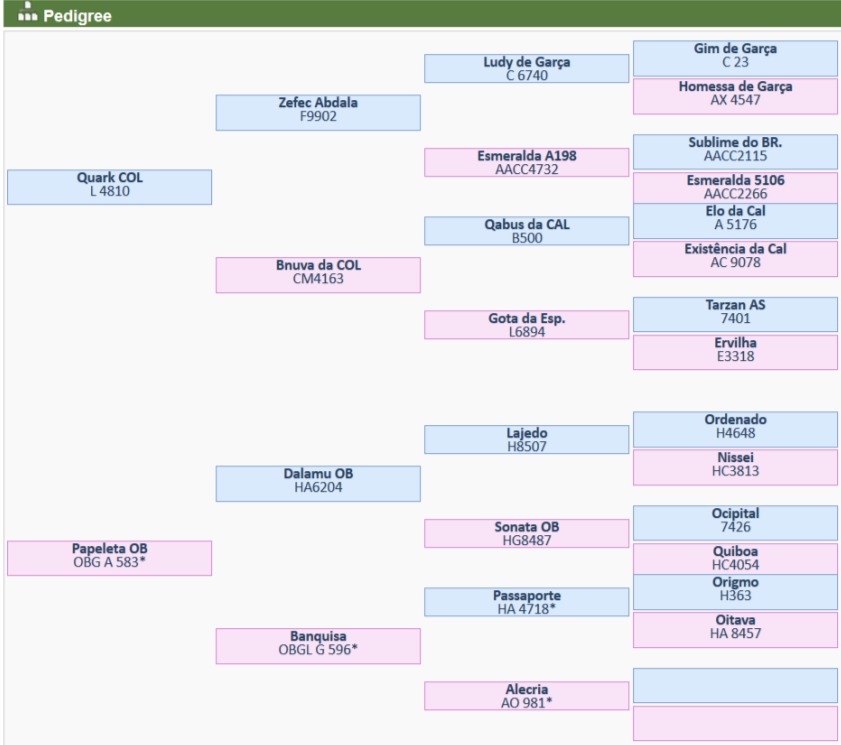 Pedigree
Quark COL
L 4810
Zefec Abdala
F9902
Ludy de Garça
C 6740
Gim de Garça
C 23
Homessa de Garça
AX 4547
Esmeralda A198
AACC4732
Sublime do BR.
AACC2115
Esmeralda 5106
AACC2266
Bnuva da COL
CM4163
Qabus da CAL
B500
Elo da Cal
A 5176
Existência da Cal
AC 9078
Gota da Esp.
L6894
Tarzan AS
7401
Ervilha
E3318
Papeleta OB
OBG A 583*
Dalamu OB
HA6204
Lajedo
H8507
Ordenado
H4648
Nissei
HC3813
Sonata OB
HG8487
Ocipital
7426
Quiboa
HC4054
Banquisa
OBGL G 596*
Passaporte
HA 4718*
Origmo
H363
Oitava
HA 8457
Alecria
AO 981*